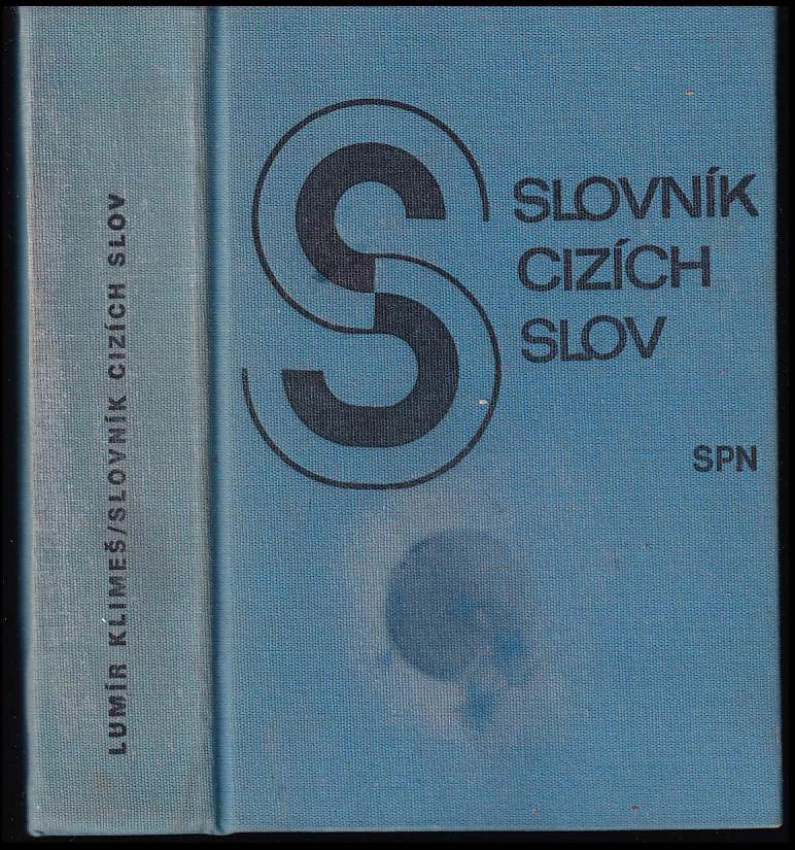 LUMÍR KLIMEŠ/SLOVNÍK CIZÍCH SLOV
SLOVNÍK
CIZÍCH
SLOV
SPN